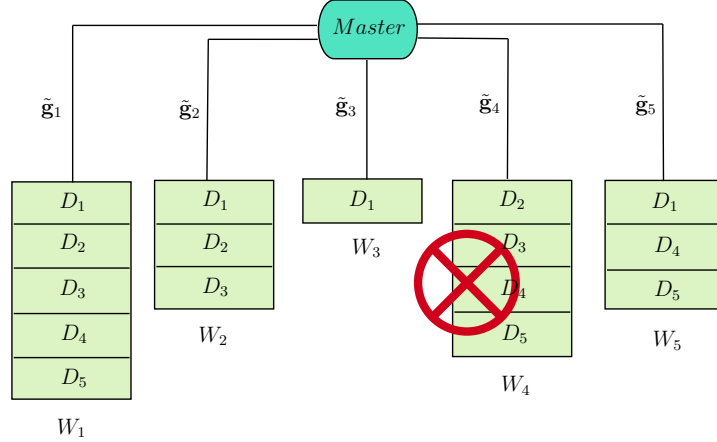 Master
g̃₁
g̃₂
g̃₃
g̃₄
g̃₅
D₁
D₂
D₃
D₄
D₅
W₁
D₁
D₂
D₃
W₂
D₁
W₃
D₂
D₃
D₄
D₅
W₄
D₁
D₄
D₅
W₅